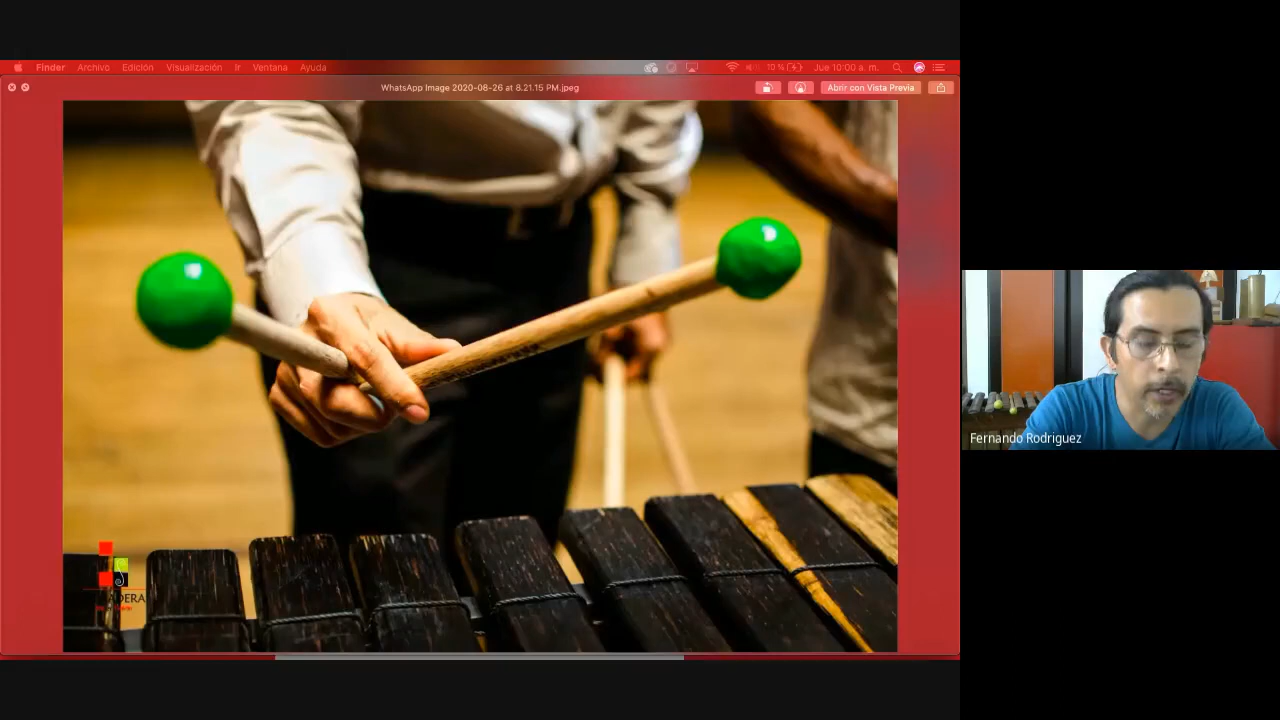 Finder Archivo Edición Visualización Ir Ventana Ayuda 10 % Jue 10:00 a. m.
WhatsApp Image 2020-08-26 at 8.21.15 PM.jpeg Abrir con Vista Previa
Fernando Rodriguez